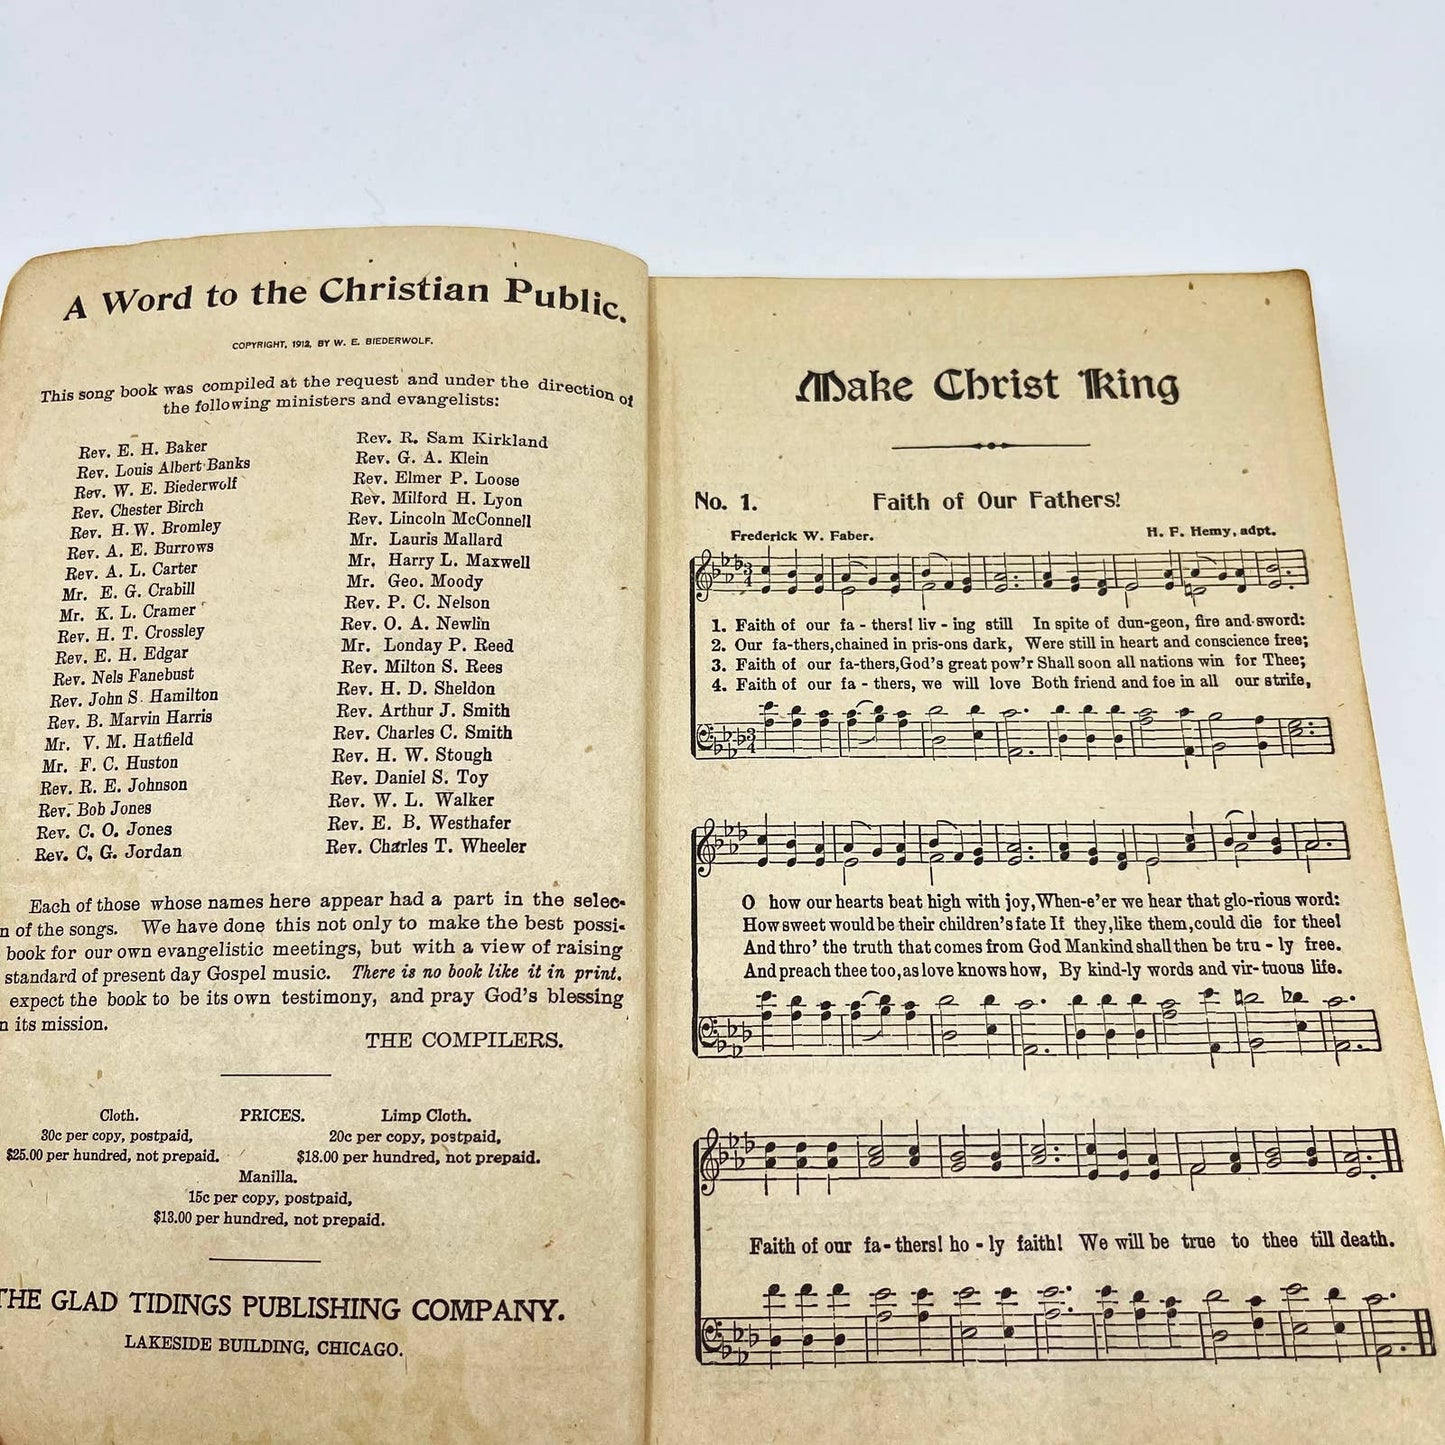 A Word to the Christian Public.
COPYRIGHT, 1912, BY W. E. BIEDERWOLF.
This song book was compiled at the request and under the direction of
the following ministers and evangelists:
Rev. E. H. Baker
Rev. Louis Albert Banks
Rev. W. E. Biederwolf
Rev. Chester Birch
Rev. H. W. Bromley
Rev. A. E. Burrows
Rev. A. L. Carter
Mr. E. G. Crabill
Mr. K. L. Cramer
Rev. H. T. Crossley
Rev. E. H. Edgar
Rev. Nels Fanebust
Rev. John S. Hamilton
Rev. B. Marvin Harris
Mr. V. M. Hatfield
Mr. F. C. Huston
Rev. R. E. Johnson
Rev. Bob Jones
Rev. C. O. Jones
Rev. C. G. Jordan
Rev. R. Sam Kirkland
Rev. G. A. Klein
Rev. Elmer P. Loose
Rev. Milford H. Lyon
Rev. Lincoln McConnell
Mr. Lauris Mallard
Mr. Harry L. Maxwell
Mr. Geo. Moody
Rev. P. C. Nelson
Rev. O. A. Newlin
Mr. Londay P. Reed
Rev. Milton S. Rees
Rev. H. D. Sheldon
Rev. Arthur J. Smith
Rev. Charles C. Smith
Rev. H. W. Stough
Rev. Daniel S. Toy
Rev. W. L. Walker
Rev. E. B. Westhafer
Rev. Charles T. Wheeler
Each of those whose names here appear had a part in the selec-
n of the songs. We have done this not only to make the best possi-
book for our own evangelistic meetings, but with a view of raising
standard of present day Gospel music. There is no book like it in print.
expect the book to be its own testimony, and pray God's blessing
n its mission.
THE COMPILERS.
PRICES.
Cloth.
30c per copy, postpaid,
$25.00 per hundred, not prepaid.
Limp Cloth.
20c per copy, postpaid,
$18.00 per hundred, not prepaid.
Manilla.
15c per copy, postpaid,
$13.00 per hundred, not prepaid.
THE GLAD TIDINGS PUBLISHING COMPANY.
LAKESIDE BUILDING, CHICAGO.
Make Christ King
No. 1. Faith of Our Fathers!
Frederick W. Faber. H. F. Hemy, adpt.
1. Faith of our fa - thers! liv - ing still In spite of dun-geon, fire and sword:
2. Our fa-thers, chained in pris-ons dark, Were still in heart and conscience free;
3. Faith of our fa-thers, God's great pow'r Shall soon all nations win for Thee;
4. Faith of our fa - thers, we will love Both friend and foe in all our strife,
O how our hearts beat high with joy, When-e'er we hear that glo-rious word:
How sweet would be their children's fate If they, like them, could die for thee!
And thro' the truth that comes from God Mankind shall then be tru - ly free.
And preach thee too, as love knows how, By kind-ly words and vir-tuous life.
Faith of our fa-thers! ho - ly faith! We will be true to thee till death.